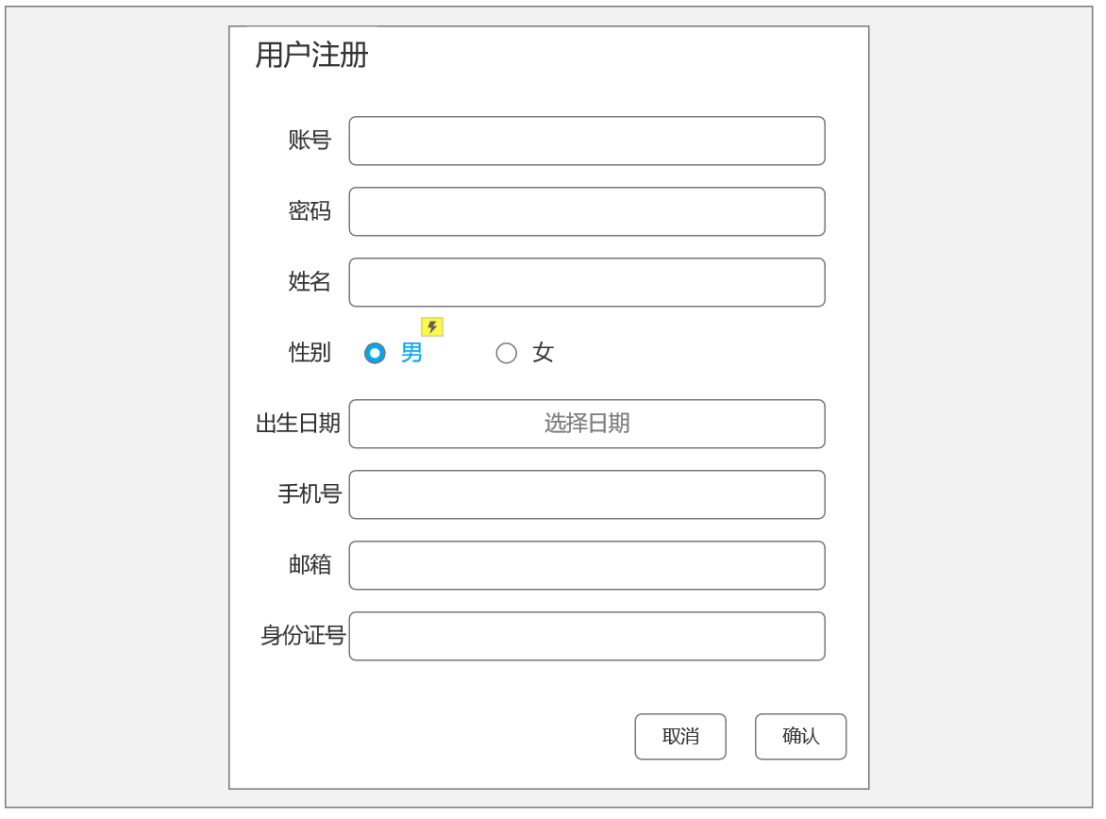 用户注册
账号
密码
姓名
性别 男 女
出生日期 选择日期
手机号
邮箱
身份证号
取消 确认